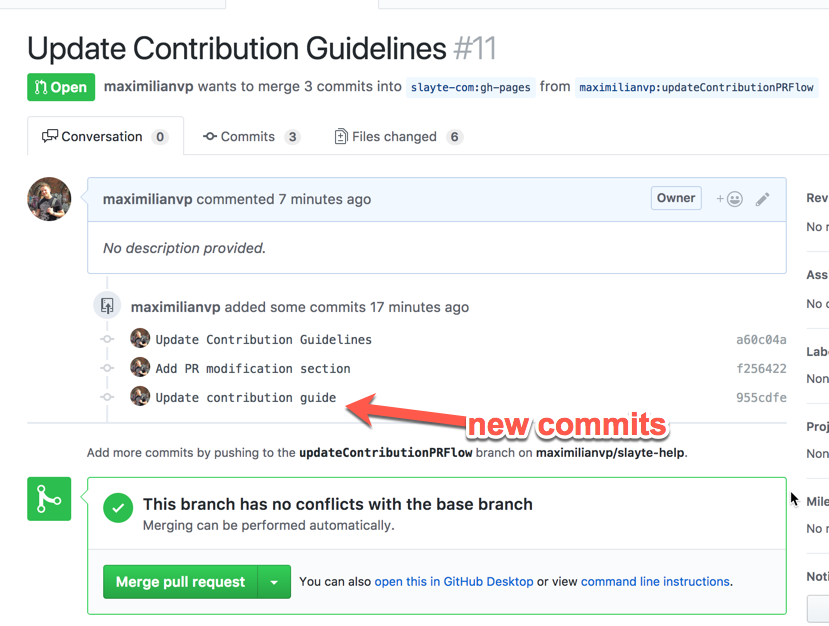 Update Contribution Guidelines #11
Open maximilianvp wants to merge 3 commits into slayte-com:gh-pages from maximilianvp:updateContributionPRFlow
Conversation 0 Commits 3 Files changed 6
maximilianvp commented 7 minutes ago Owner +
Rev
No description provided.
No r
Ass
maximilianvp added some commits 17 minutes ago
No o
Update Contribution Guidelines a60c04a
Labe
Add PR modification section f256422
Non
Update contribution guide 955cdfe
new commits
Proj
Add more commits by pushing to the updateContributionPRFlow branch on maximilianvp/slayte-help.
Non
This branch has no conflicts with the base branch
Mile
Merging can be performed automatically.
No r
Noti
Merge pull request You can also open this in GitHub Desktop or view command line instructions.